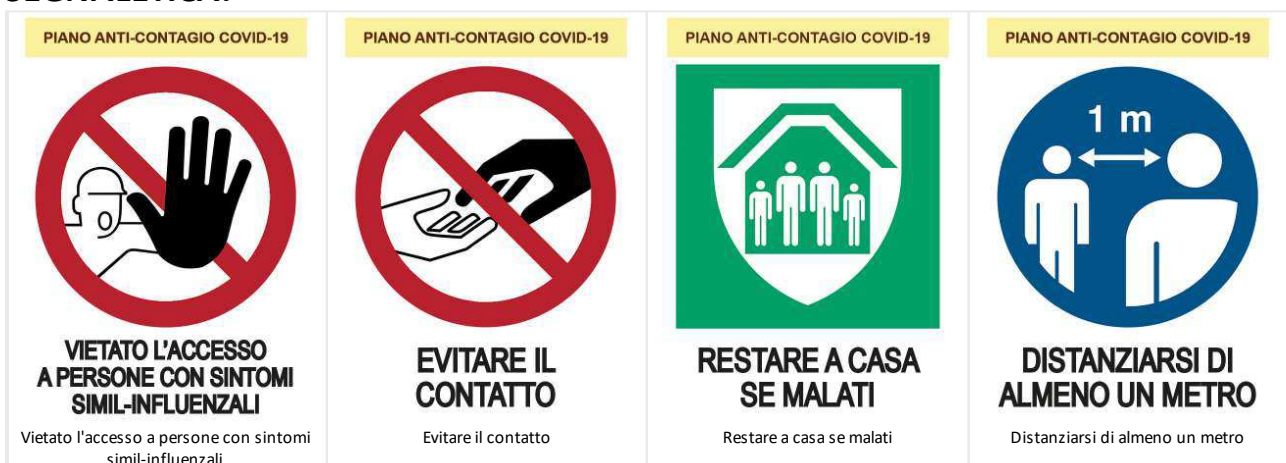 PIANO ANTI-CONTAGIO COVID-19
VIETATO L'ACCESSO
A PERSONE CON SINTOMI
SIMIL-INFLUENZALI
Vietato l'accesso a persone con sintomi
simil-influenzali
PIANO ANTI-CONTAGIO COVID-19
EVITARE IL
CONTATTO
Evitare il contatto
PIANO ANTI-CONTAGIO COVID-19
RESTARE A CASA
SE MALATI
Restare a casa se malati
PIANO ANTI-CONTAGIO COVID-19
1 m
DISTANZIARSI DI
ALMENO UN METRO
Distanziarsi di almeno un metro